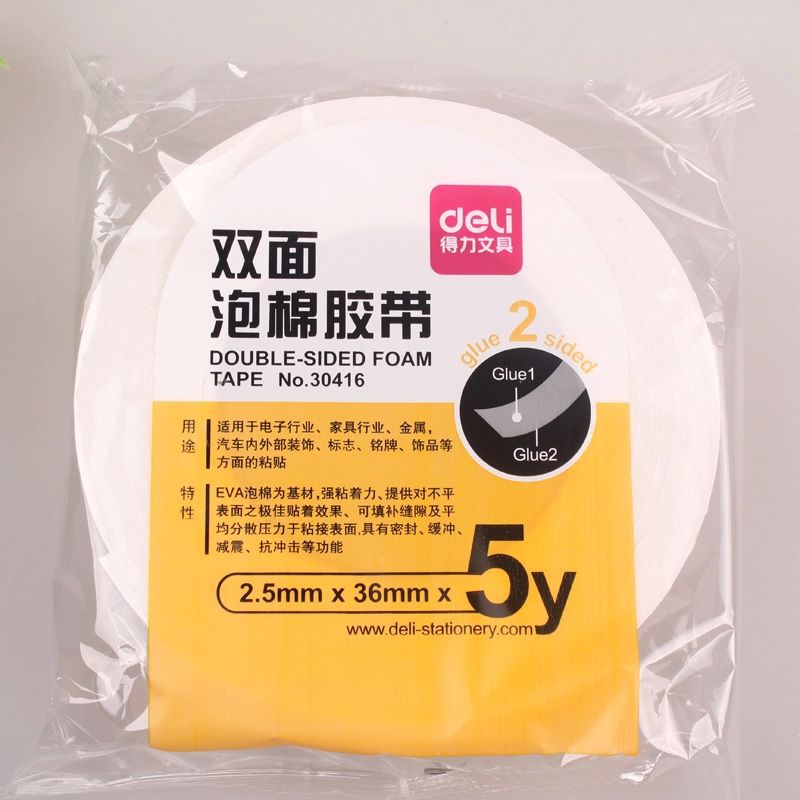 deli
得力文具
双面
泡棉胶带
DOUBLE-SIDED FOAM
TAPE No.30416
glue 2 sided
Glue1
Glue2
用途
适用于电子行业、家具行业、金属,
汽车内外部装饰、标志、铭牌、饰品等
方面的粘贴
特性
EVA泡棉为基材,强粘着力、提供对不平
表面之极佳贴着效果、可填补缝隙及平
均分散压力于粘接表面,具有密封、缓冲、
减震、抗冲击等功能
2.5mm x 36mm x 5y
www.deli-stationery.com